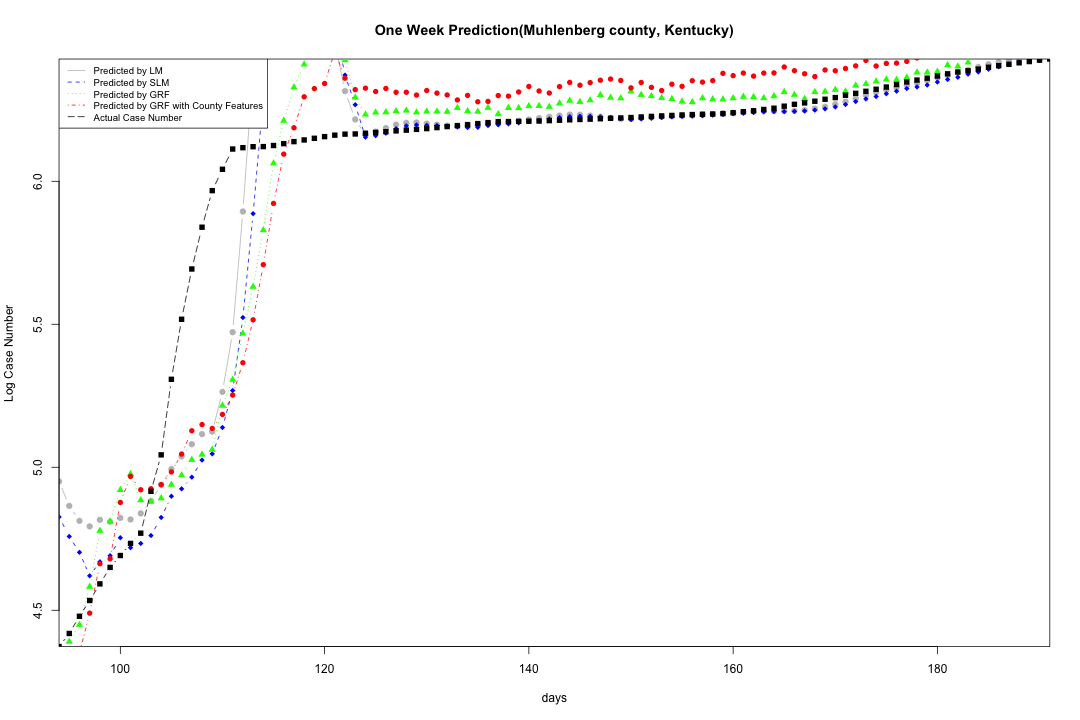 One Week Prediction(Muhlenberg county, Kentucky)
Predicted by LM
Predicted by SLM
Predicted by GRF
Predicted by GRF with County Features
Actual Case Number
Log Case Number
6.0
5.5
5.0
4.5
100
120
140
160
180
days